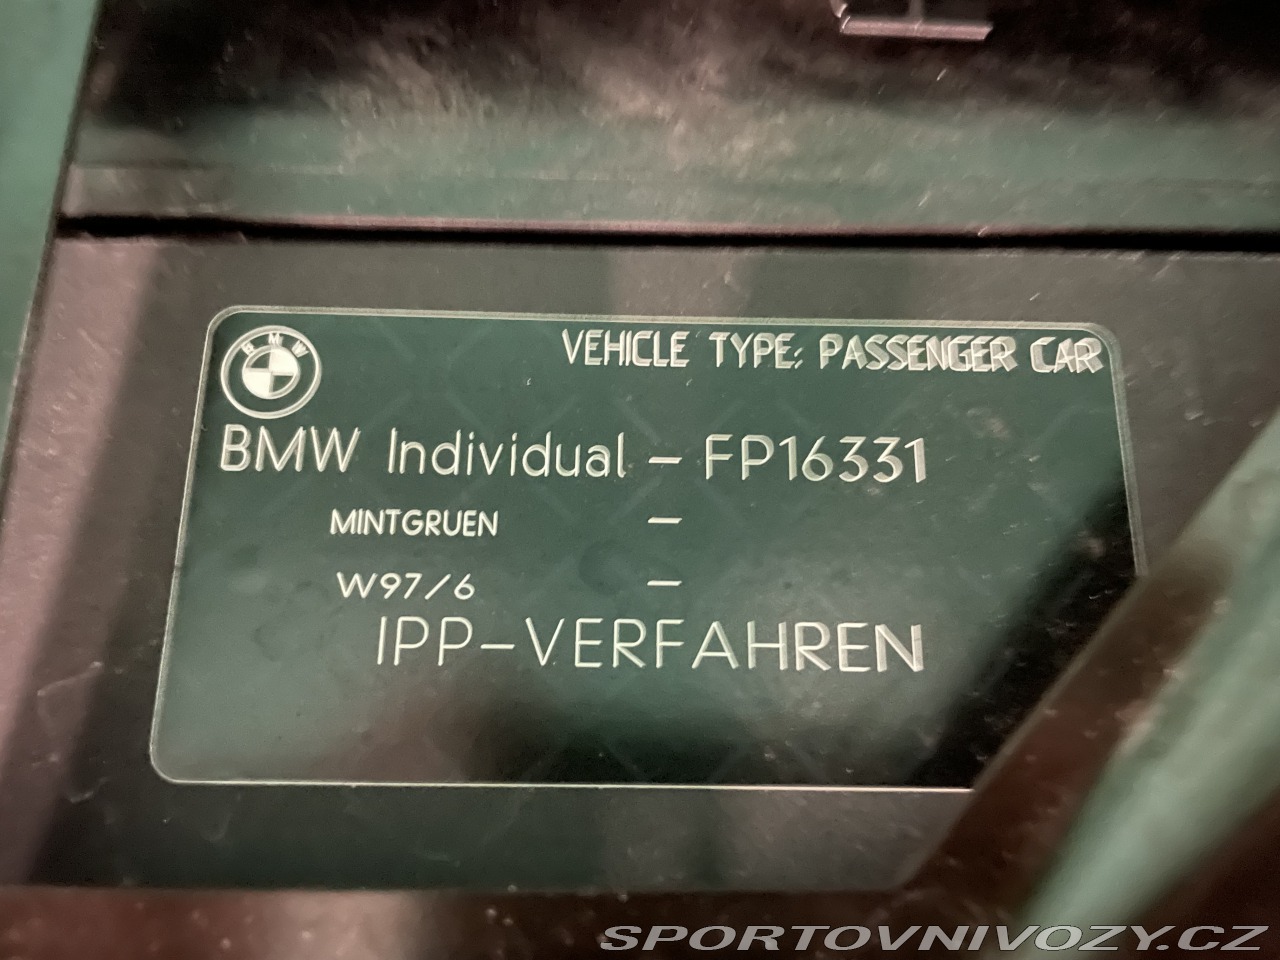 BMW
VEHICLE TYPE: PASSENGER CAR
BMW Individual - FP16331
MINTGRUEN -
W97/6 -
IPP-VERFAHREN
SPORTOVNIVOZY.CZ